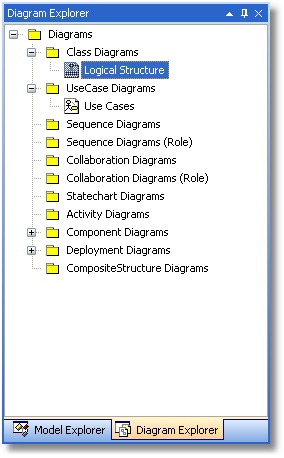 Diagram Explorer
Diagrams
Class Diagrams
Logical Structure
UseCase Diagrams
Use Cases
Sequence Diagrams
Sequence Diagrams (Role)
Collaboration Diagrams
Collaboration Diagrams (Role)
Statechart Diagrams
Activity Diagrams
Component Diagrams
Deployment Diagrams
CompositeStructure Diagrams
Model Explorer Diagram Explorer